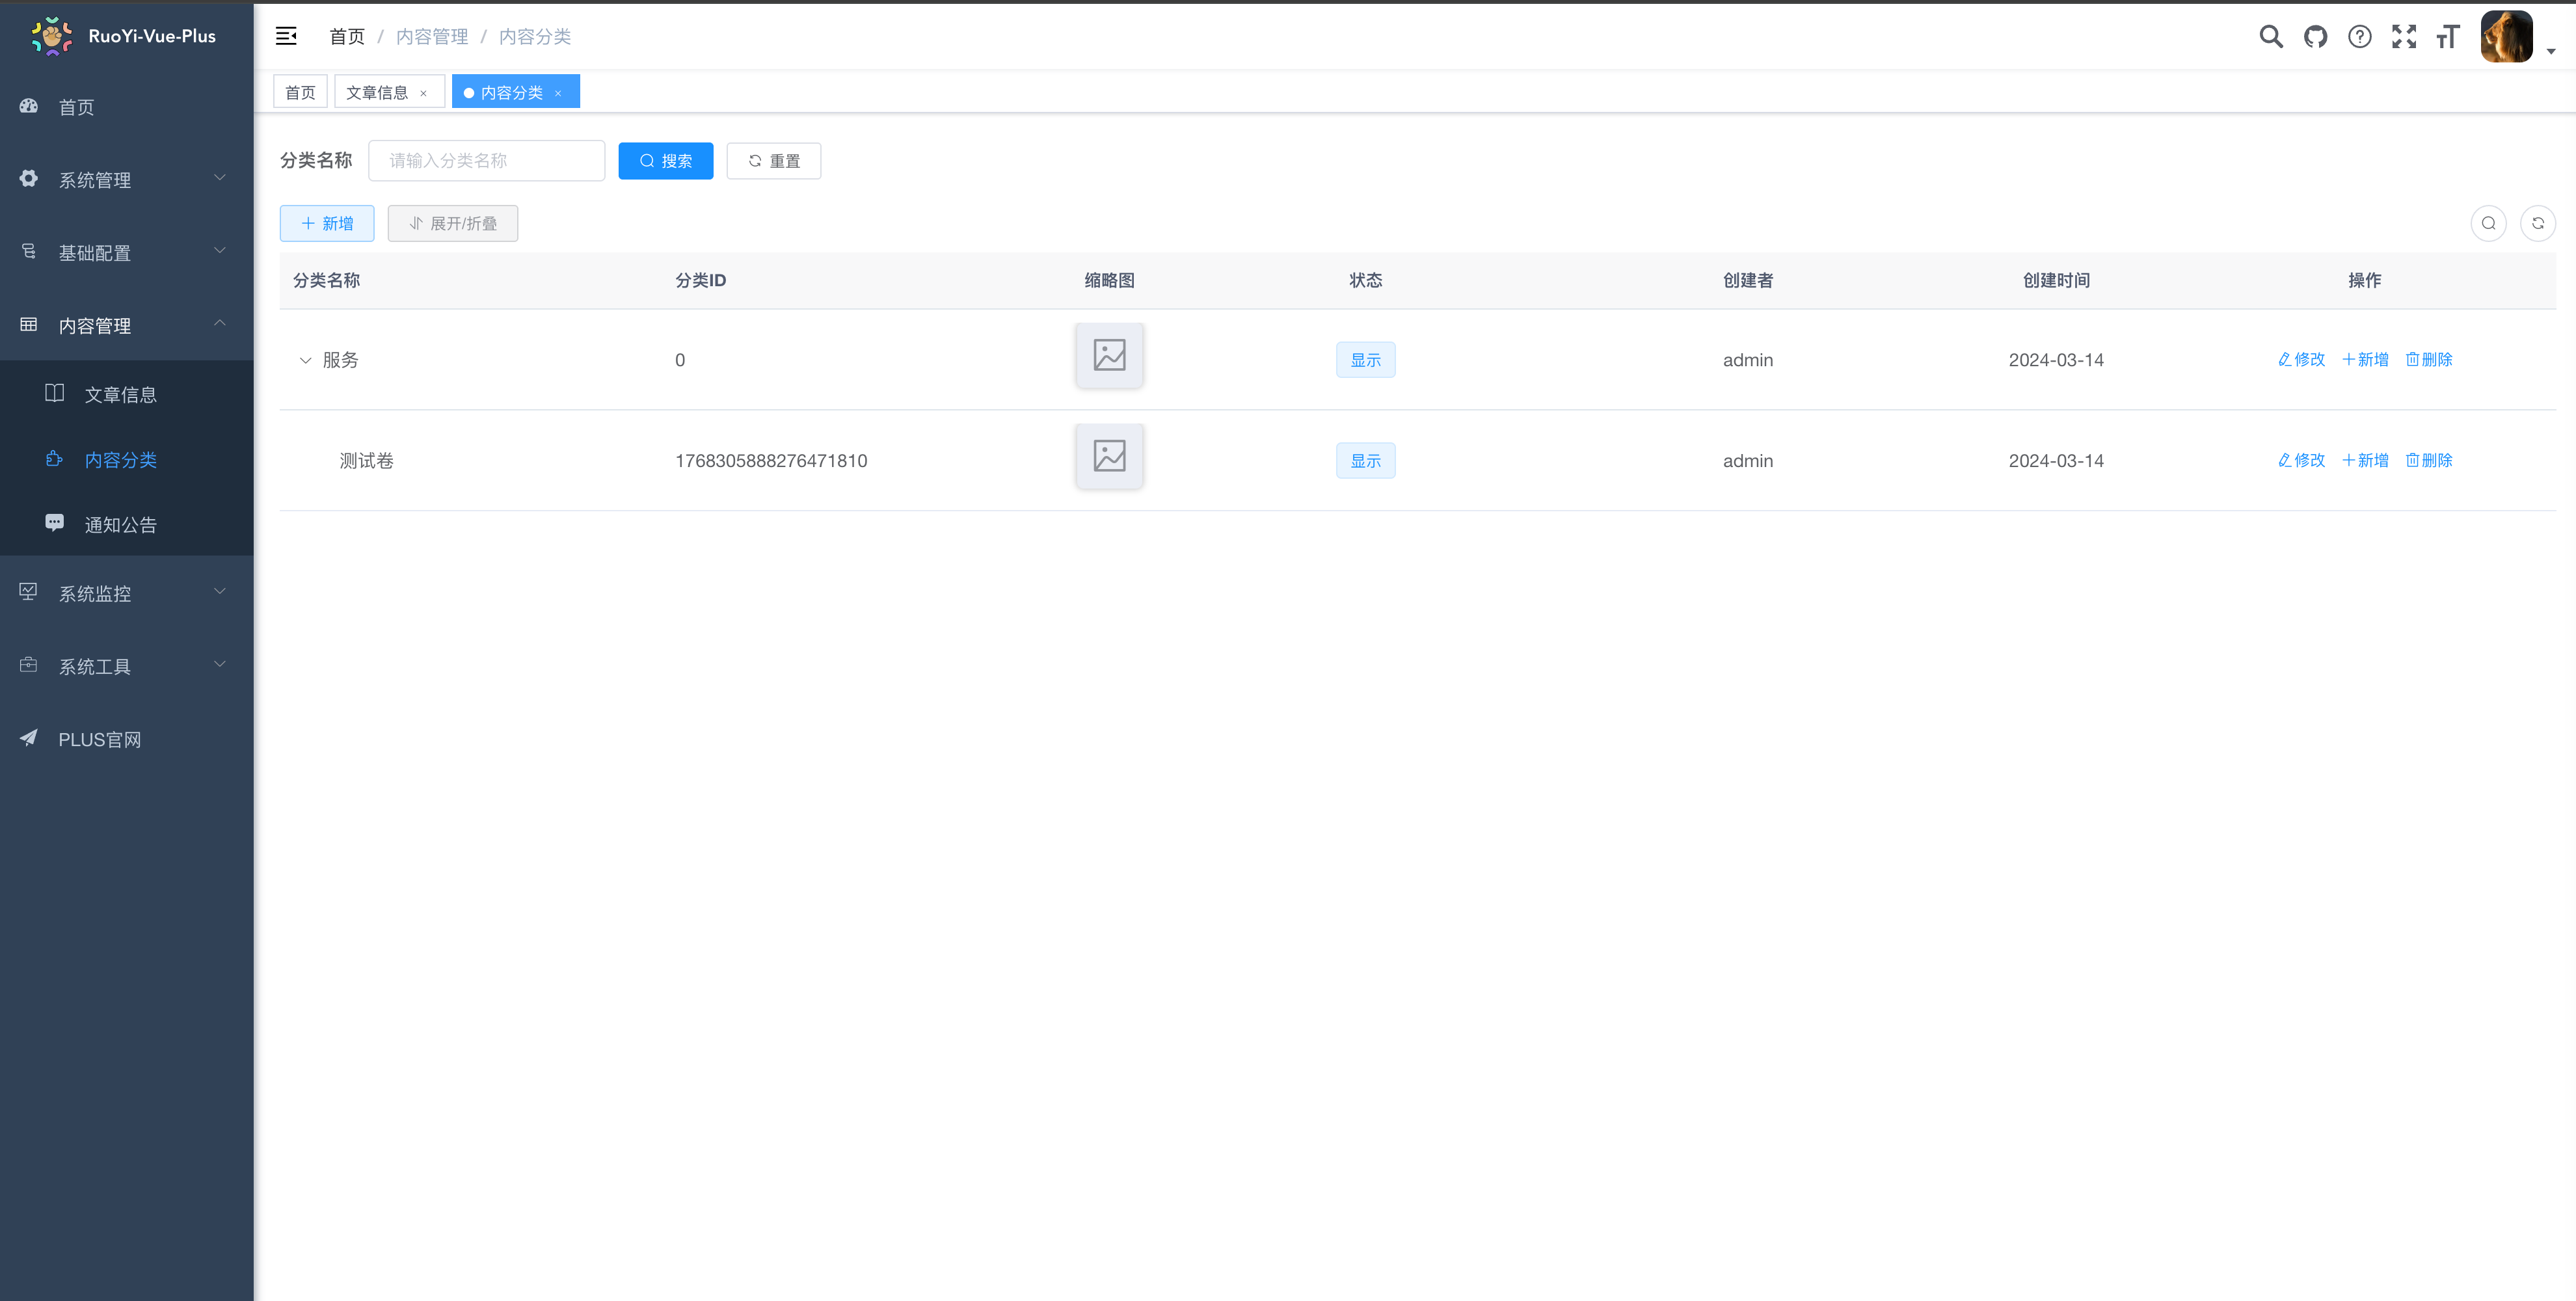 RuoYi-Vue-Plus
首页 / 内容管理 / 内容分类
首页
文章信息 ×
内容分类 ×
首页
系统管理
基础配置
内容管理
文章信息
内容分类
通知公告
系统监控
系统工具
PLUS官网
分类名称 请输入分类名称 搜索 重置
新增 展开/折叠
分类名称 分类ID 缩略图 状态 创建者 创建时间 操作
服务 0 显示 admin 2024-03-14 修改 新增 删除
测试卷 1768305888276471810 显示 admin 2024-03-14 修改 新增 删除